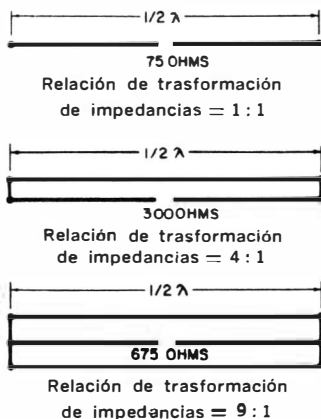 1/2 λ
75 OHMS
Relación de trasformación
de impedancias = 1 : 1
1/2 λ
300OHMS
Relación de trasformación
de impedancias = 4 : 1
1/2 λ
675 OHMS
Relación de trasformación
de impedancias = 9 : 1